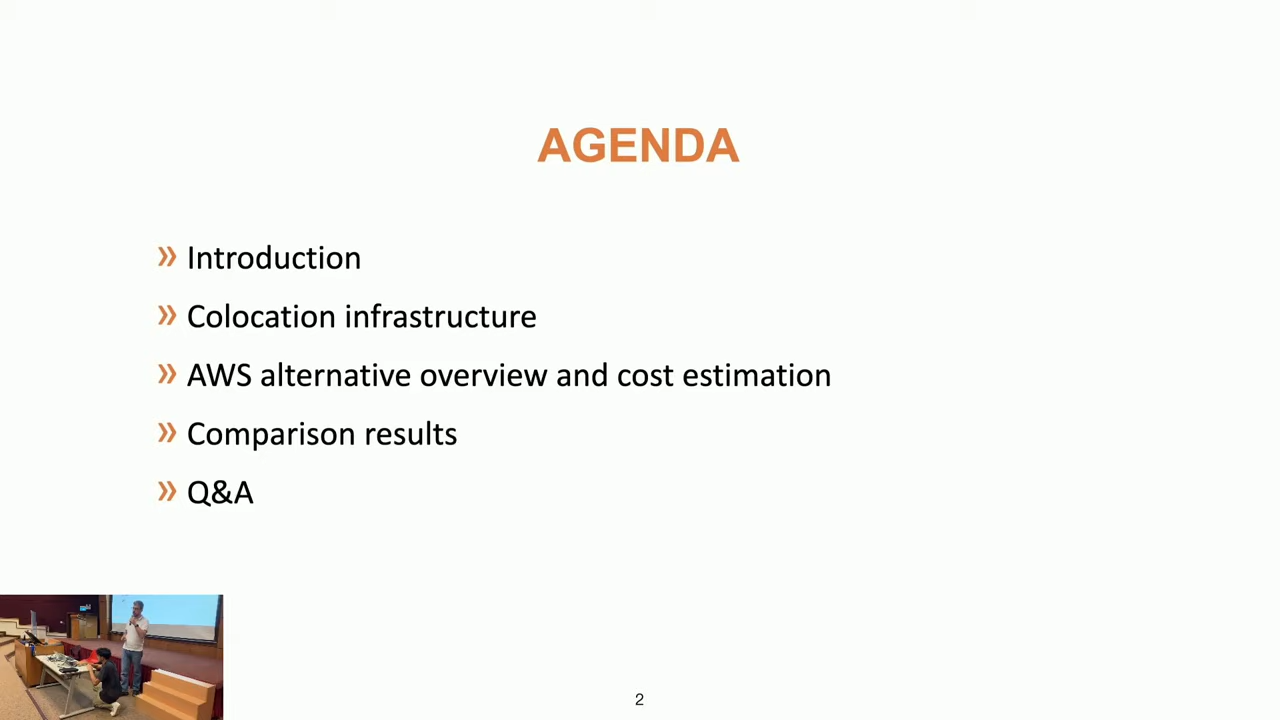 AGENDA
» Introduction
» Colocation infrastructure
» AWS alternative overview and cost estimation
» Comparison results
» Q&A
2